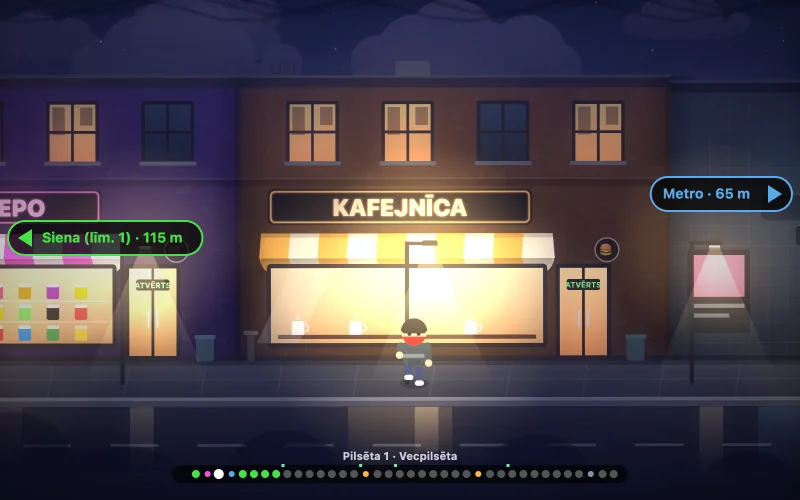 KAFEJNĪCA
EPO
Metro · 65 m
Siena (līm. 1) · 115 m
ATVĒRTS
ATVĒRTS
Pilsēta 1 · Vecpilsēta